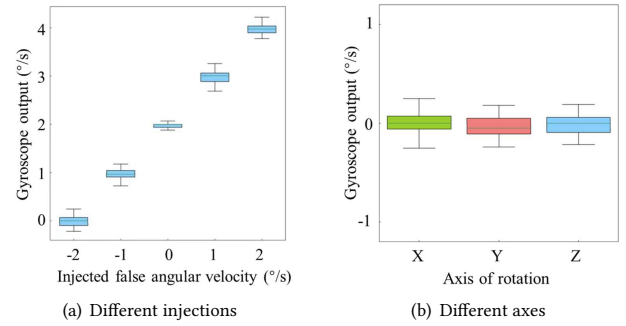 Gyroscope output (°/s)
4
3
2
1
0
-2 -1 0 1 2
Injected false angular velocity (°/s)
(a) Different injections
Gyroscope output (°/s)
1
0
-1
X Y Z
Axis of rotation
(b) Different axes